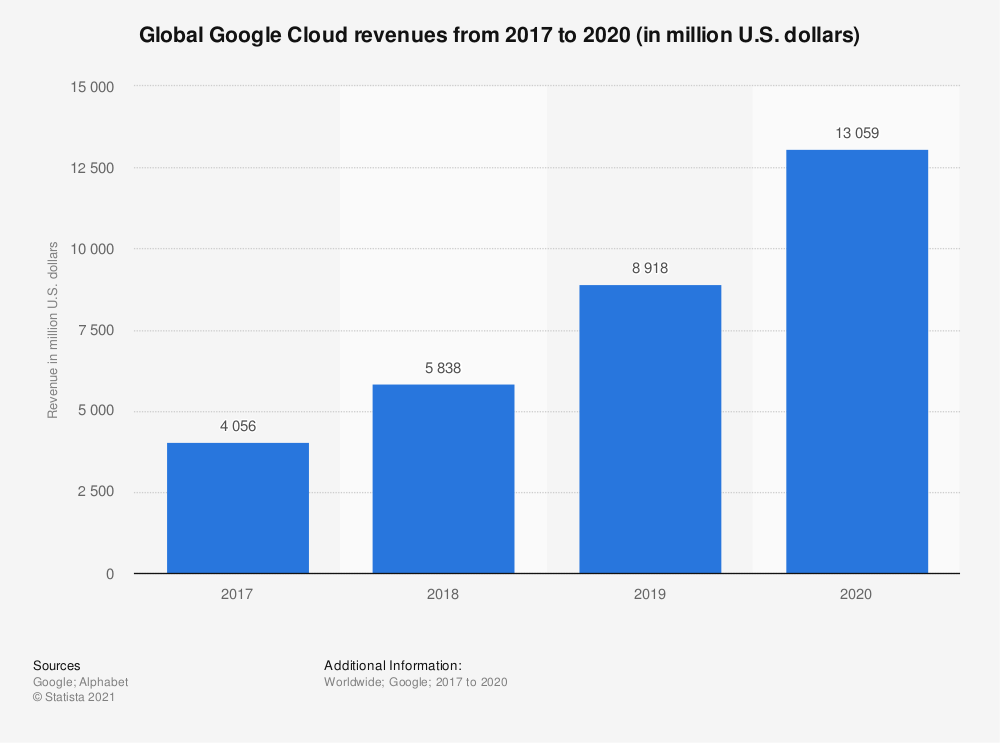 Global Google Cloud revenues from 2017 to 2020 (in million U.S. dollars)
Revenue in million U.S. dollars
15 000
12 500
10 000
7 500
5 000
2 500
0
4 056
5 838
8 918
13 059
2017
2018
2019
2020
Sources
Google; Alphabet
© Statista 2021
Additional Information:
Worldwide; Google; 2017 to 2020